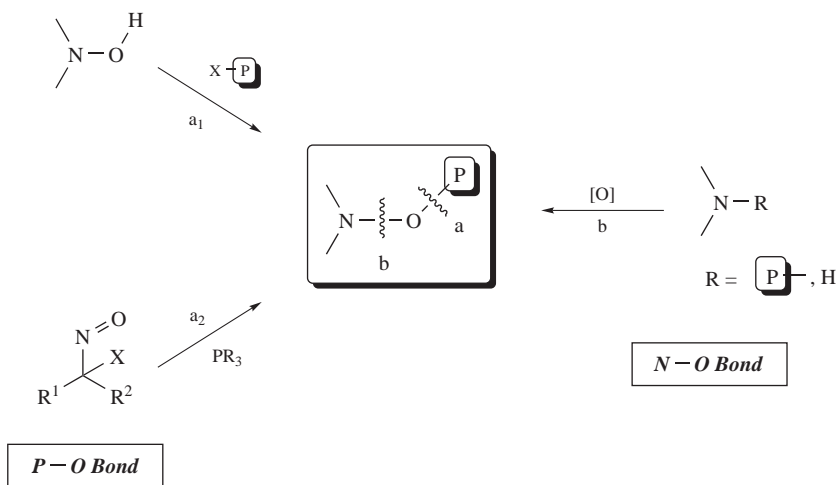 H
N — O
X — P
a₁
P
N — O
a
b
[O]
b
N — R
R = P — , H
N = O
X
R¹ R²
a₂
PR₃
N — O Bond
P — O Bond